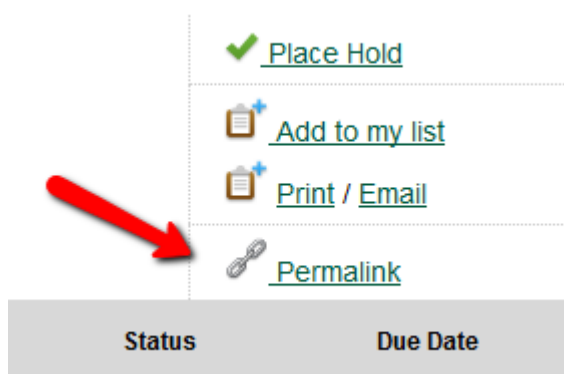 Place Hold
Add to my list
Print / Email
Permalink
Status Due Date